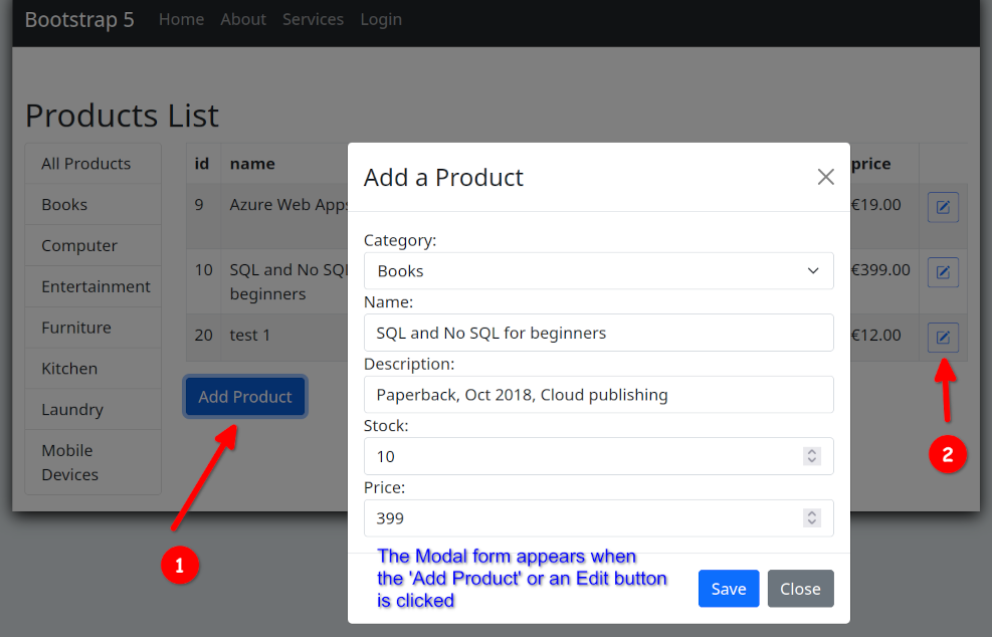 Bootstrap 5 Home About Services Login
Products List
All Products
Books
Computer
Entertainment
Furniture
Kitchen
Laundry
Mobile
Devices
id name price
9 Azure Web Apps €19.00
10 SQL and No SQL €399.00
beginners
20 test 1 €12.00
Add Product
1
2
Add a Product
Category:
Books
Name:
SQL and No SQL for beginners
Description:
Paperback, Oct 2018, Cloud publishing
Stock:
10
Price:
399
The Modal form appears when
the 'Add Product' or an Edit button
is clicked
Save Close